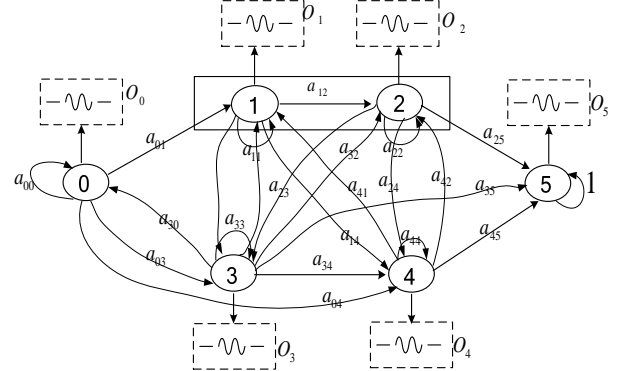 O₁
O₂
O₀
O₅
a₁₂
1
2
a₀₁
a₁₁
a₃₂
a₂₂
a₂₅
a₀₀
0
a₂₃
a₄₁
a₂₄
a₄₂
a₃₅
5
1
a₃₀
a₃₃
a₁₄
a₄₄
a₄₅
a₀₃
3
a₃₄
4
a₀₄
O₃
O₄